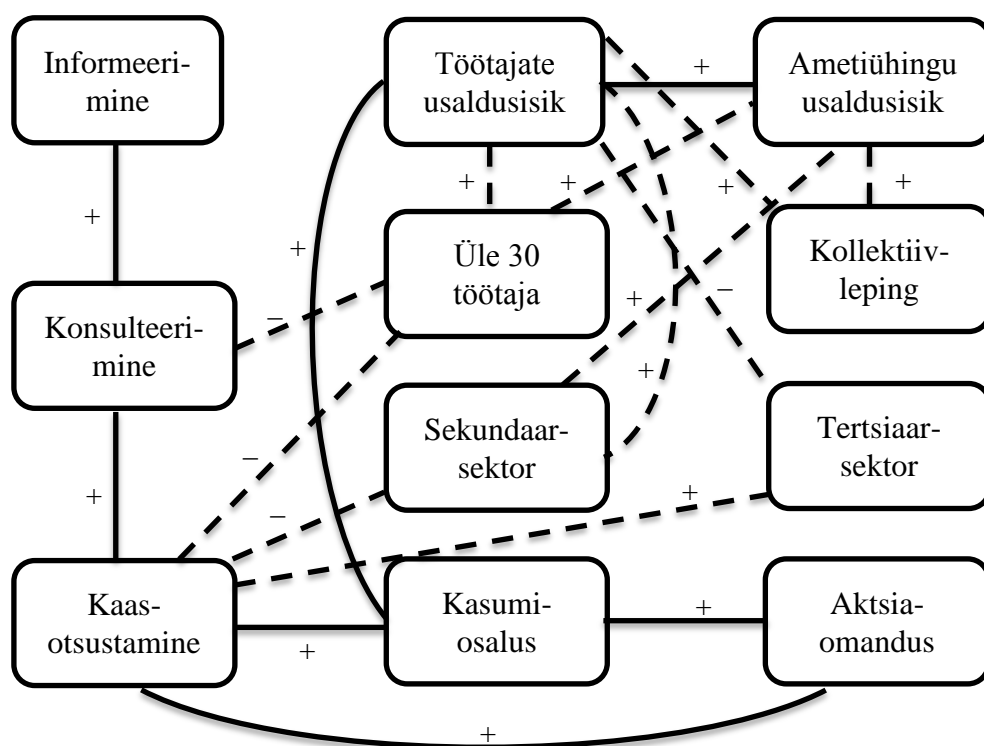 Informeeri-
mine
Töötajate
usaldusisik
+
Ametiühingu
usaldusisik
+
+
+
+
+
+
Üle 30
töötaja
Kollektiiv-
leping
+
–
–
Konsulteeri-
mine
+
+
Sekundaar-
sektor
Tertsiaar-
sektor
–
–
+
+
Kaas-
otsustamine
+
Kasumi-
osalus
+
Aktsia-
omandus
+